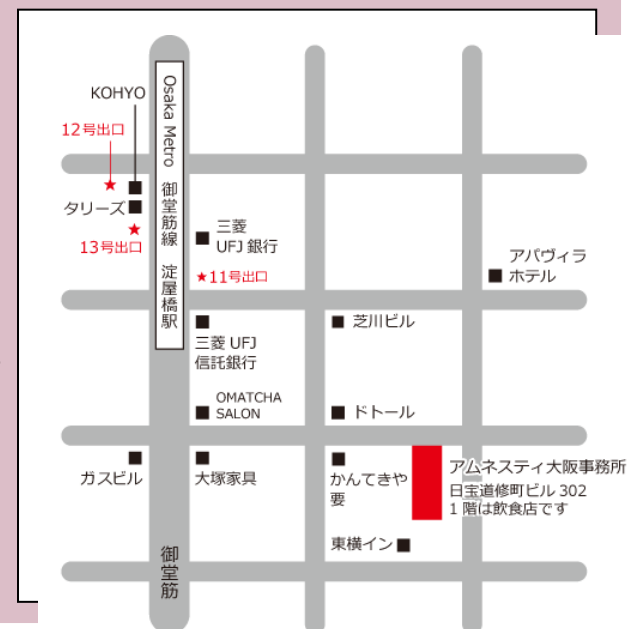 KOHYO
12号出口
タリーズ
13号出口
Osaka Metro 御堂筋線 淀屋橋駅
三菱
UFJ 銀行
11号出口
アパヴィラ
ホテル
三菱 UFJ
信託銀行
芝川ビル
OMATCHA
SALON
ドトール
ガスビル
大塚家具
かんてきや
要
アムネスティ大阪事務所
日宝道修町ビル 302
1 階は飲食店です
東横イン
御堂筋